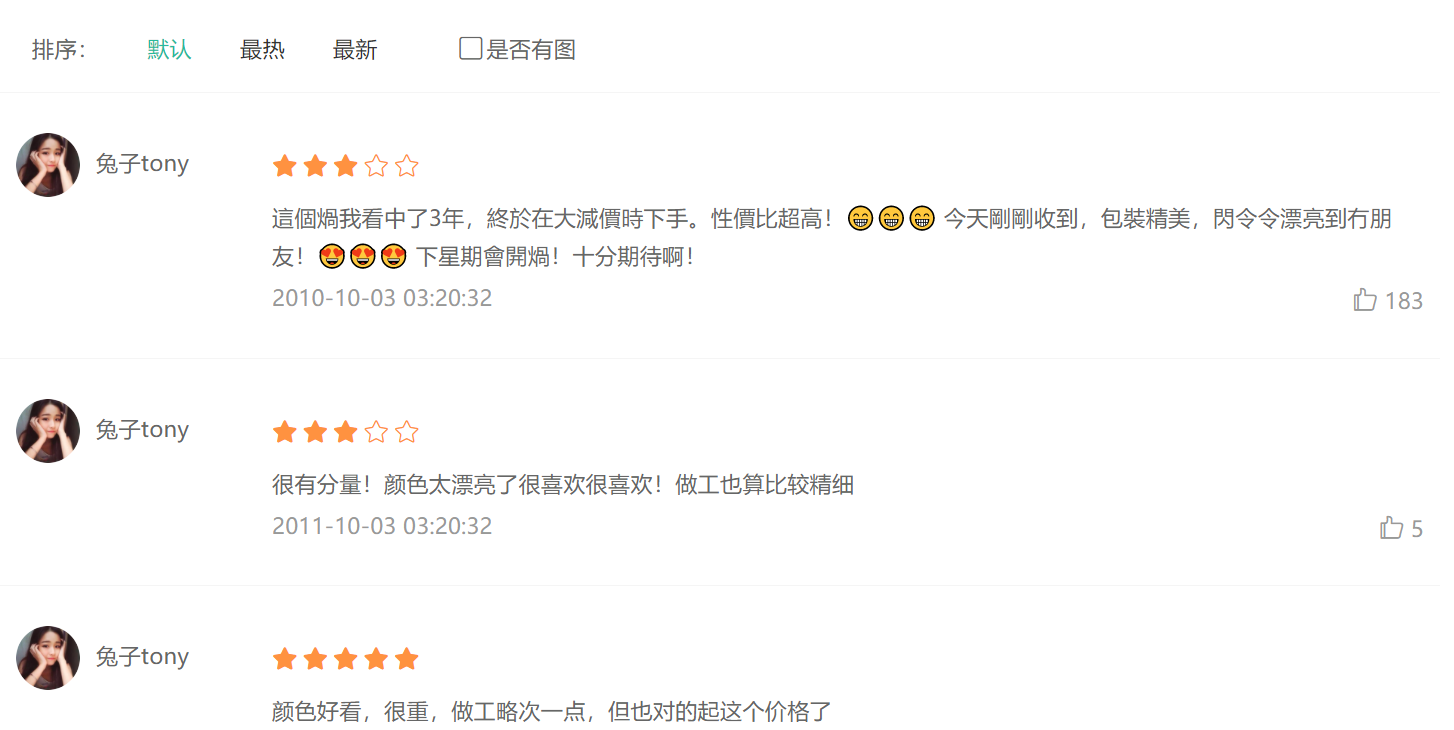 排序： 默认 最热 最新 是否有图
兔子tony
這個煱我看中了3年，終於在大減價時下手。性價比超高！😁😁😁 今天剛剛收到，包裝精美，閃令令漂亮到冇朋
友！😍😍😍 下星期會開煱！十分期待啊！
2010-10-03 03:20:32
183
兔子tony
很有分量！颜色太漂亮了很喜欢很喜欢！做工也算比较精细
2011-10-03 03:20:32
5
兔子tony
颜色好看，很重，做工略次一点，但也对的起这个价格了